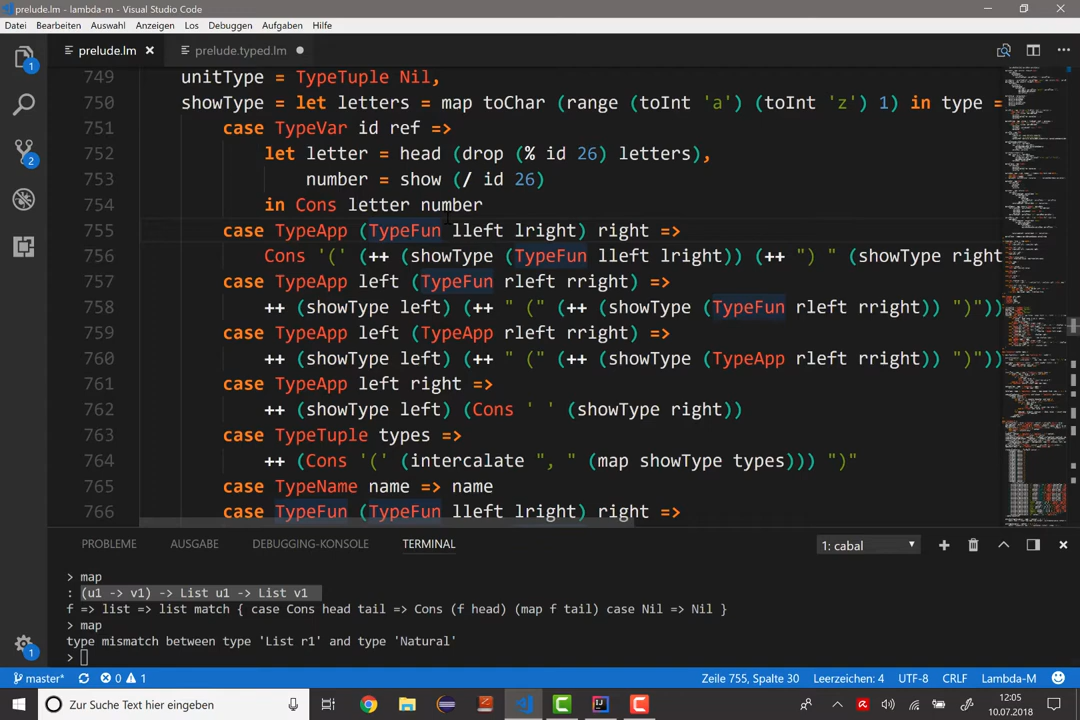 prelude.lm - lambda-m - Visual Studio Code
Datei Bearbeiten Auswahl Anzeigen Los Debuggen Aufgaben Hilfe
prelude.lm prelude.typed.lm
749 unitType = TypeTuple Nil,
750 showType = let letters = map toChar (range (toInt 'a') (toInt 'z') 1) in type =
751 case TypeVar id ref =>
752 let letter = head (drop (% id 26) letters),
753 number = show (/ id 26)
754 in Cons letter number
755 case TypeApp (TypeFun lleft lright) right =>
756 Cons '(' (++ (showType (TypeFun lleft lright)) (++ ") " (showType right
757 case TypeApp left (TypeFun rleft rright) =>
758 ++ (showType left) (++ " (" (++ (showType (TypeFun rleft rright)) ")"))
759 case TypeApp left (TypeApp rleft rright) =>
760 ++ (showType left) (++ " (" (++ (showType (TypeApp rleft rright)) ")"))
761 case TypeApp left right =>
762 ++ (showType left) (Cons ' ' (showType right))
763 case TypeTuple types =>
764 ++ (Cons '(' (intercalate ", " (map showType types))) ")"
765 case TypeName name => name
766 case TypeFun (TypeFun lleft lright) right =>
PROBLEME AUSGABE DEBUGGING-KONSOLE TERMINAL 1: cabal
> map
: (u1 -> v1) -> List u1 -> List v1
f => list => list match { case Cons head tail => Cons (f head) (map f tail) case Nil => Nil }
> map
type mismatch between type 'List r1' and type 'Natural'
>
master* 0 1 Zeile 755, Spalte 30 Leerzeichen: 4 UTF-8 CRLF Lambda-M
Zur Suche Text hier eingeben
12:05
10.07.2018